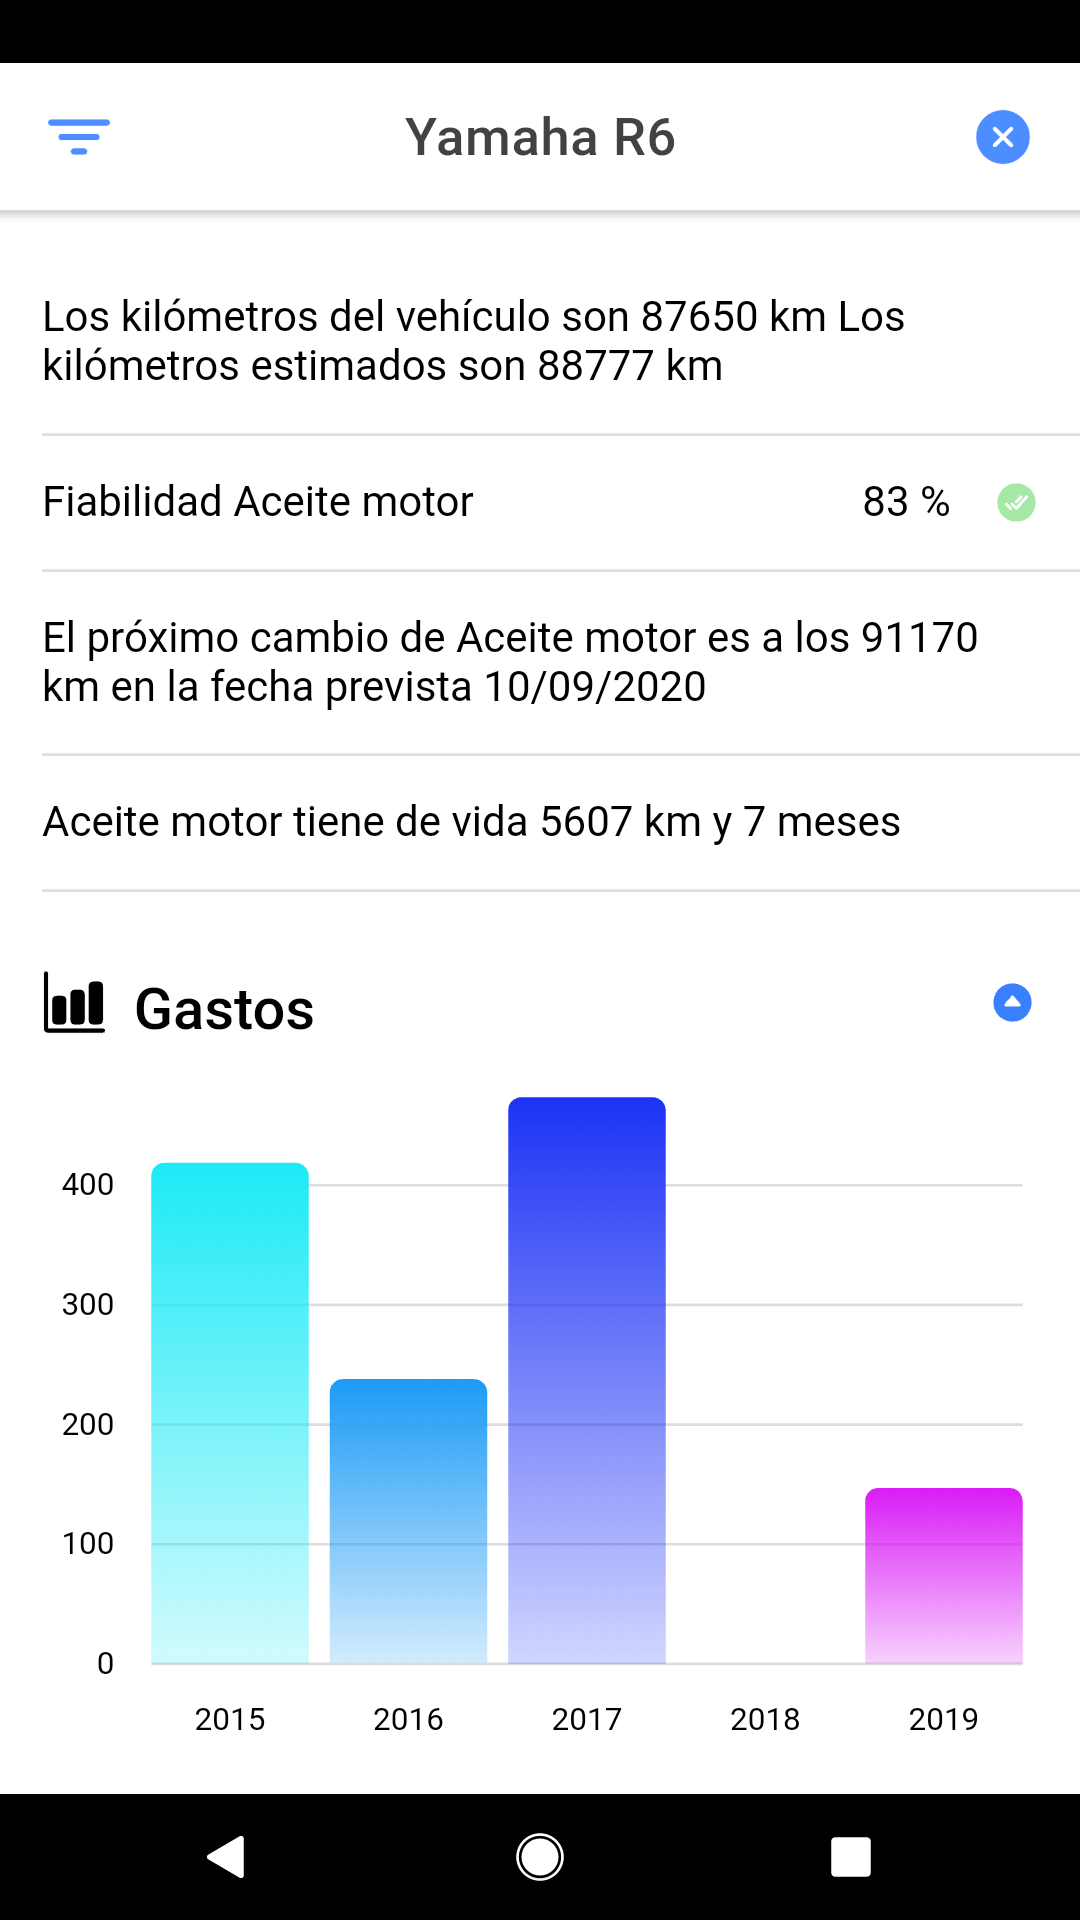 Yamaha R6
Los kilómetros del vehículo son 87650 km Los
kilómetros estimados son 88777 km
Fiabilidad Aceite motor 83 %
El próximo cambio de Aceite motor es a los 91170
km en la fecha prevista 10/09/2020
Aceite motor tiene de vida 5607 km y 7 meses
Gastos
400
300
200
100
0
2015 2016 2017 2018 2019